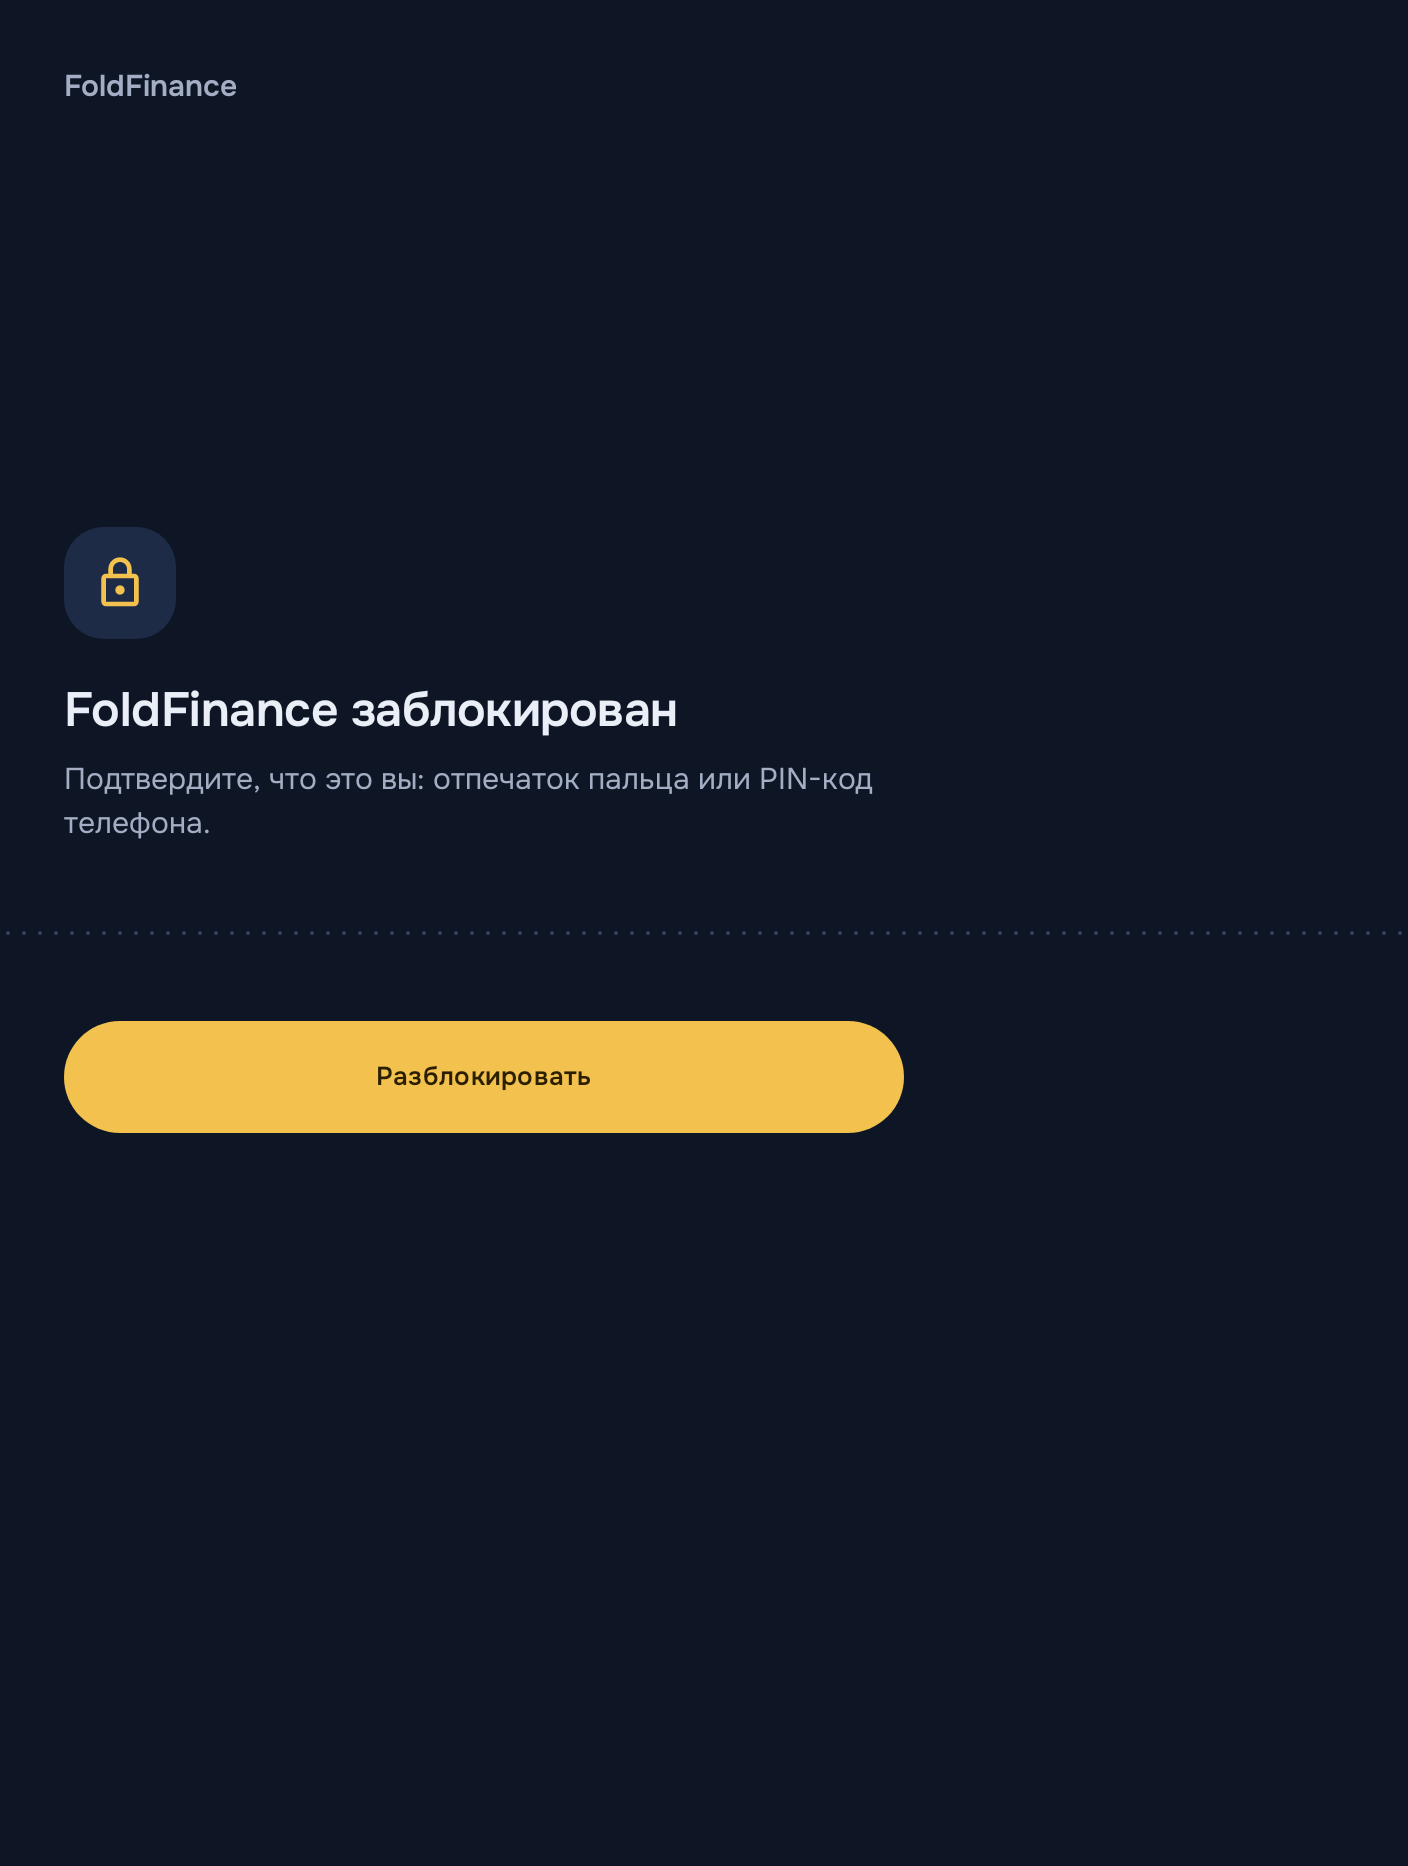 FoldFinance
FoldFinance заблокирован
Подтвердите, что это вы: отпечаток пальца или PIN-код
телефона.
Разблокировать